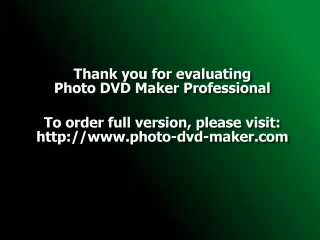 Thank you for evaluating
Photo DVD Maker Professional
To order full version, please visit:
http://www.photo-dvd-maker.com